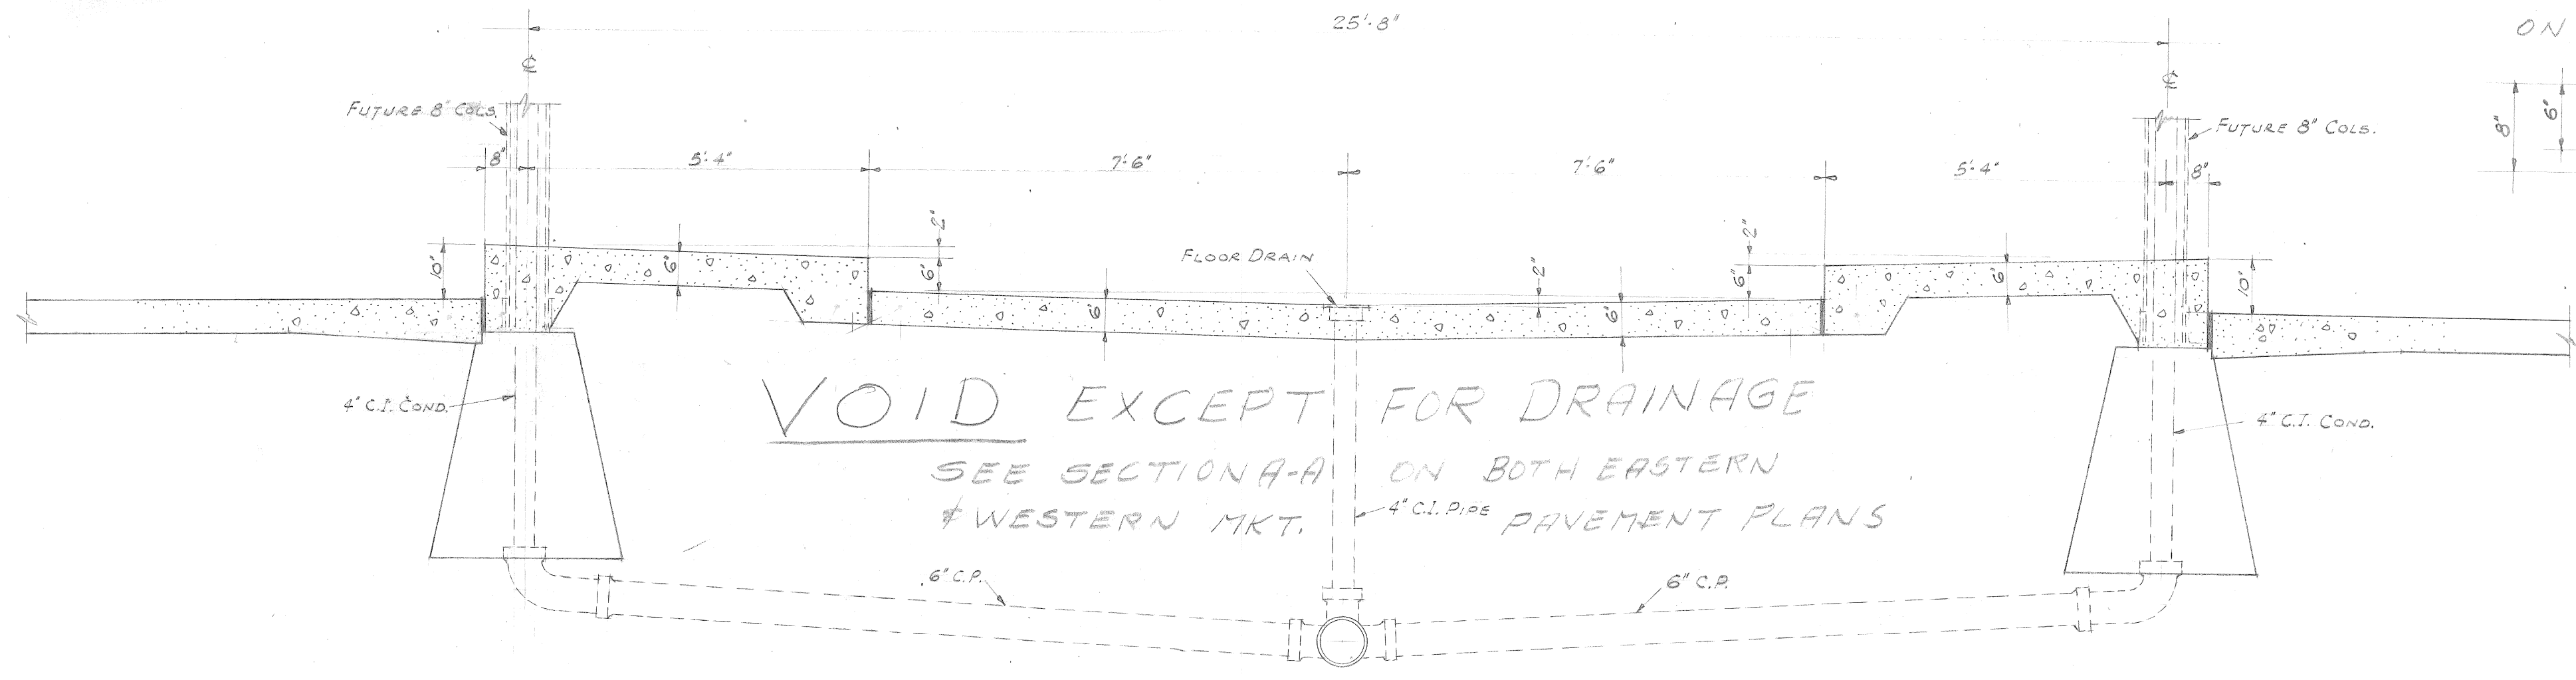 25'-8"
ON
℄
℄
FUTURE 8" COLS.
FUTURE 8" COLS.
8"
6"
8"
5'-4"
7'-6"
7'-6"
5'-4"
8"
2"
2"
10"
6"
6"
FLOOR DRAIN
2"
6"
6"
10"
6"
6"
4" C.I. COND.
VOID EXCEPT FOR DRAINAGE
4" C.I. COND.
SEE SECTION A-A ON BOTH EASTERN
& WESTERN MKT. PAVEMENT PLANS
4" C.I. PIPE
6" C.P.
6" C.P.